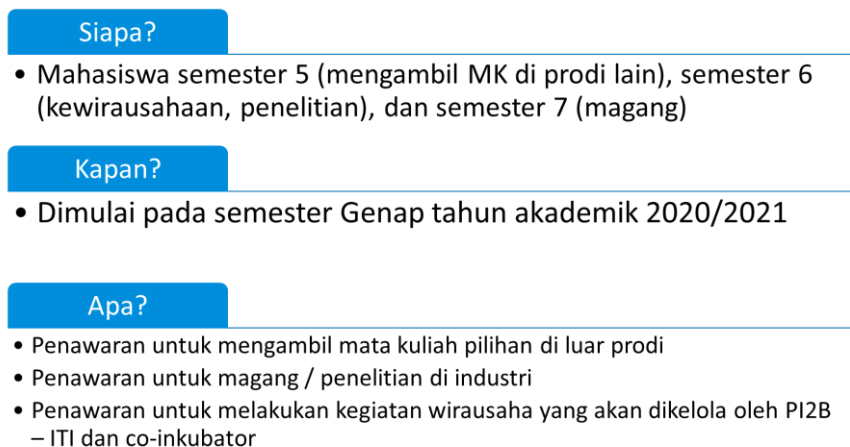 Siapa?
• Mahasiswa semester 5 (mengambil MK di prodi lain), semester 6
(kewirausahaan, penelitian), dan semester 7 (magang)
Kapan?
• Dimulai pada semester Genap tahun akademik 2020/2021
Apa?
• Penawaran untuk mengambil mata kuliah pilihan di luar prodi
• Penawaran untuk magang / penelitian di industri
• Penawaran untuk melakukan kegiatan wirausaha yang akan dikelola oleh PI2B
– ITI dan co-inkubator